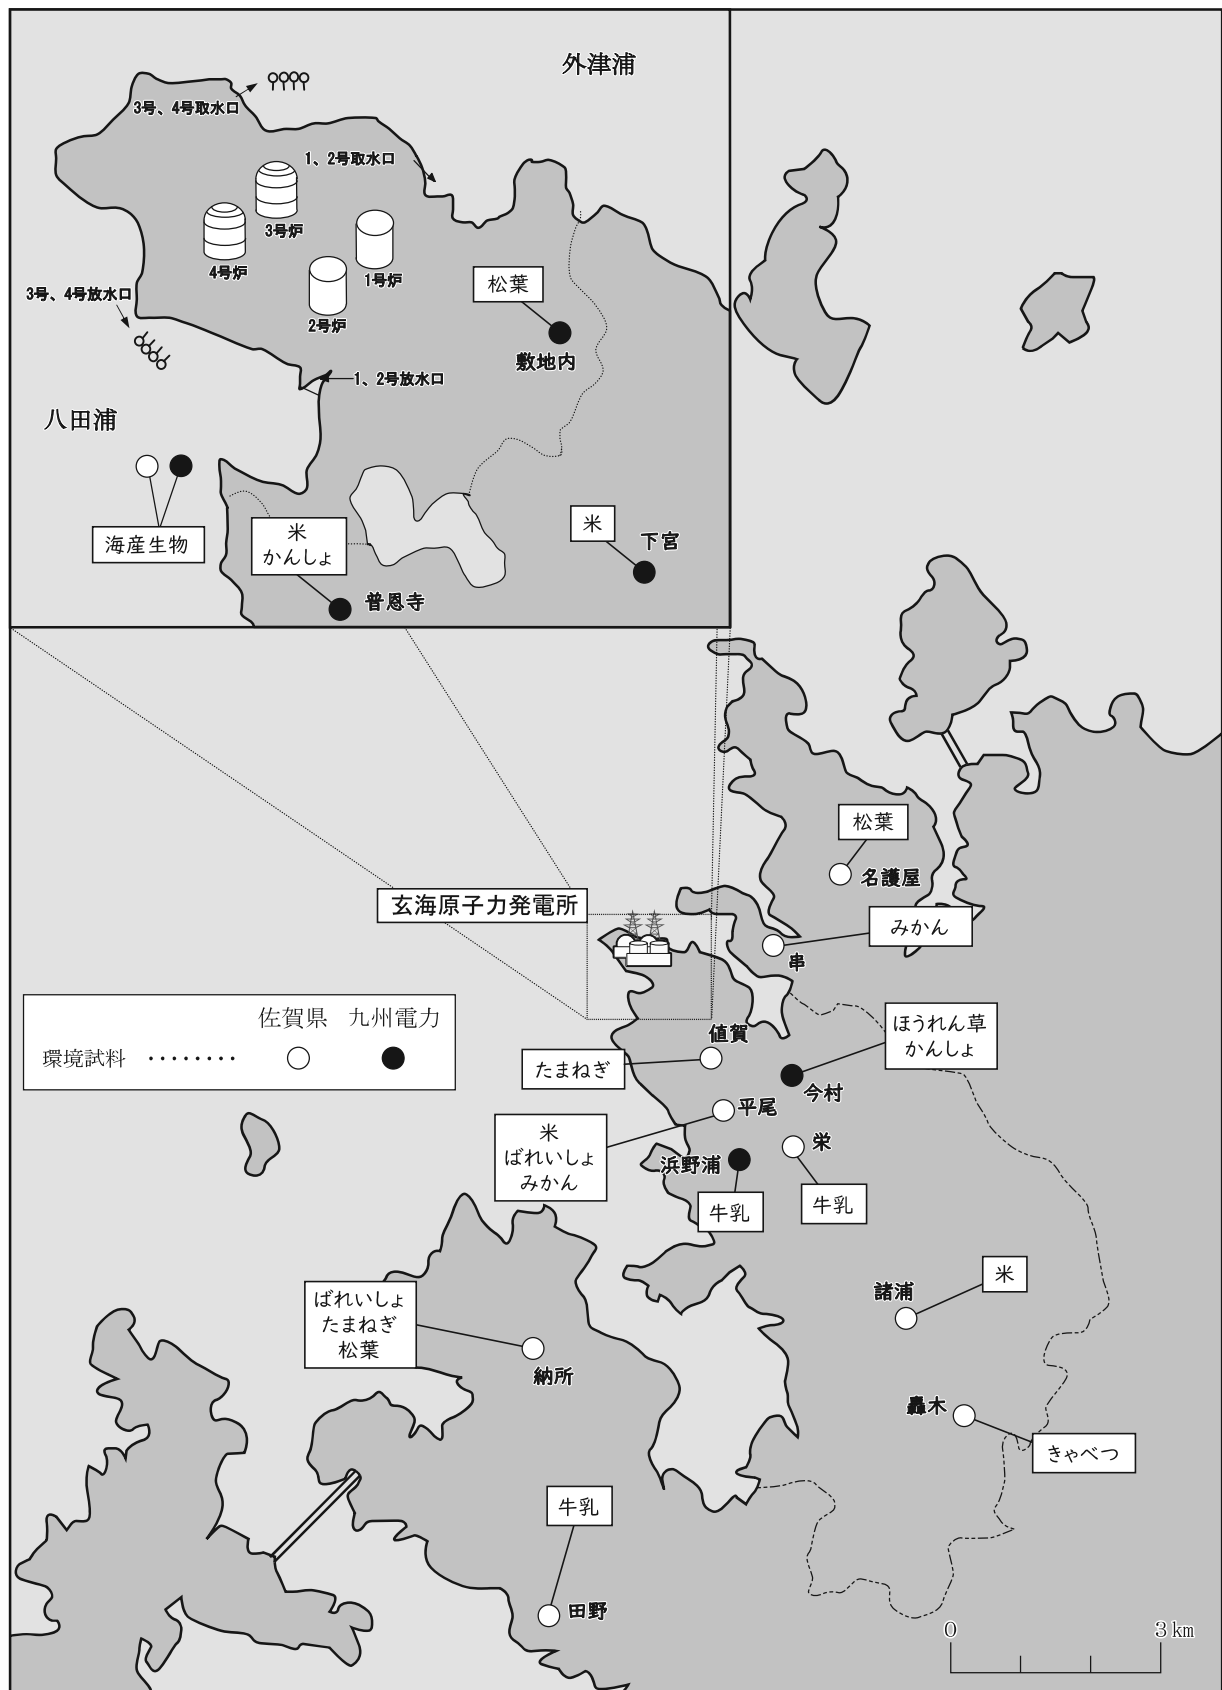 外津浦
3号、4号取水口
1、2号取水口
3号炉
4号炉
1号炉
2号炉
3号、4号放水口
松葉
敷地内
1、2号放水口
八田浦
海産生物
米
かんしょ
普恩寺
米
下宮
松葉
名護屋
玄海原子力発電所
みかん
串
佐賀県 九州電力
環境試料 ・・・・・・・・
値賀
たまねぎ
ほうれん草
かんしょ
今村
平尾
米
ばれいしょ
みかん
栄
浜野浦
牛乳
牛乳
諸浦
米
ばれいしょ
たまねぎ
松葉
納所
轟木
きゃべつ
牛乳
田野
0 3km